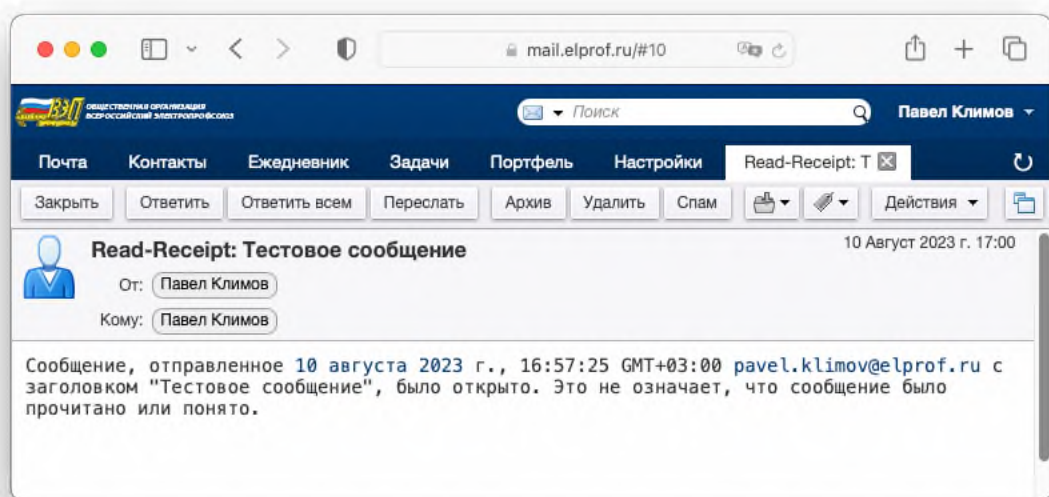 mail.elprof.ru/#10
ВЭП
ОБЩЕСТВЕННАЯ ОРГАНИЗАЦИЯ
ВСЕРОССИЙСКИЙ ЭЛЕКТРОПРОФСОЮЗ
Поиск
Павел Климов
Почта Контакты Ежедневник Задачи Портфель Настройки Read-Receipt: T
Закрыть Ответить Ответить всем Переслать Архив Удалить Спам Действия
Read-Receipt: Тестовое сообщение
10 Август 2023 г. 17:00
От: Павел Климов
Кому: Павел Климов
Сообщение, отправленное 10 августа 2023 г., 16:57:25 GMT+03:00 pavel.klimov@elprof.ru с
заголовком "Тестовое сообщение", было открыто. Это не означает, что сообщение было
прочитано или понято.